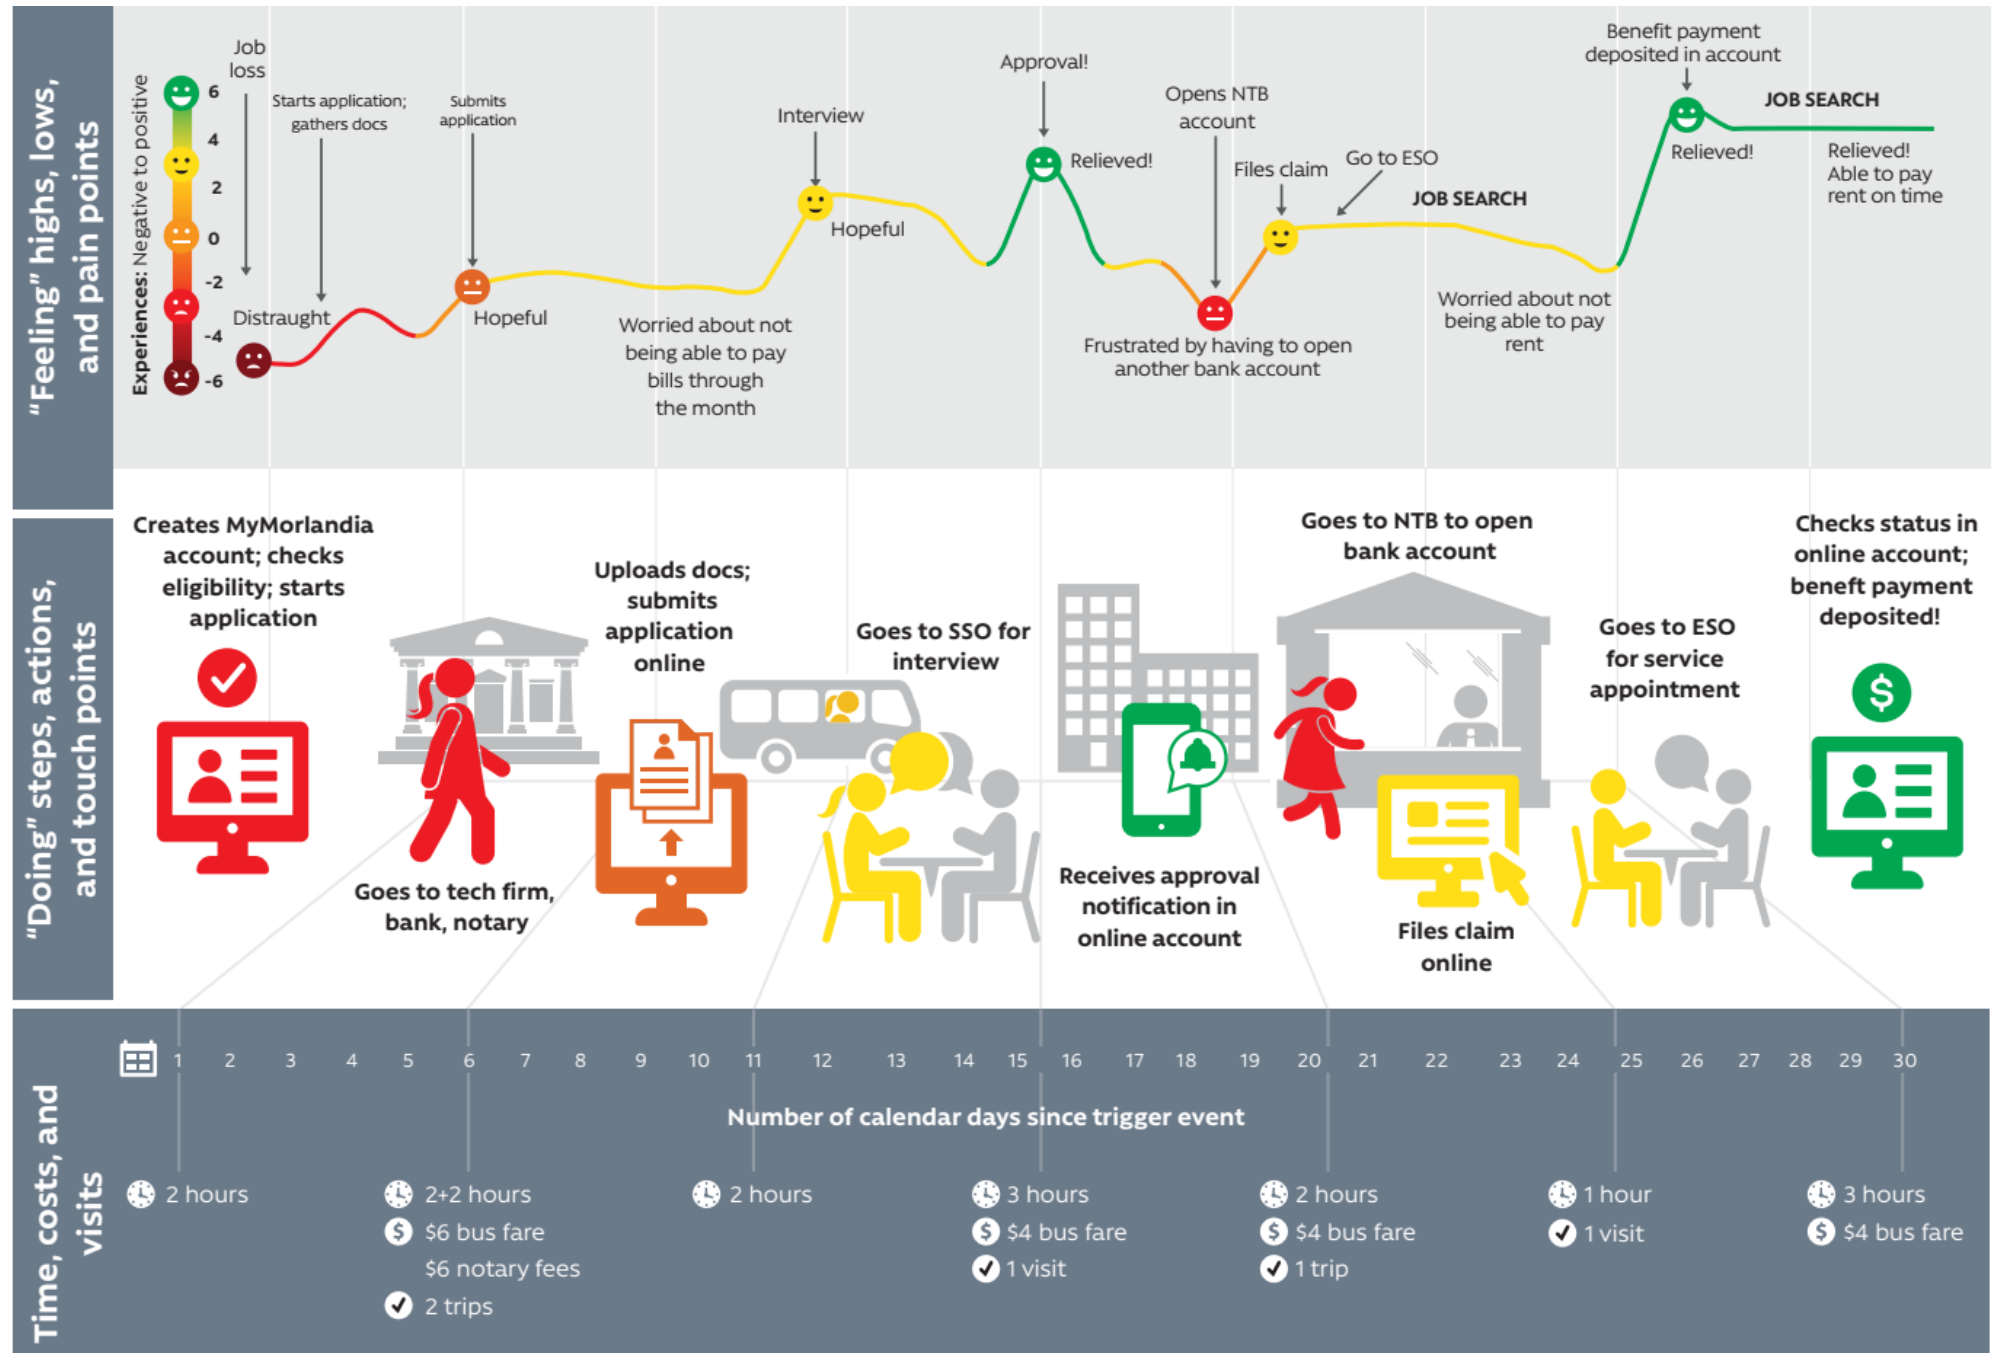 "Feeling" highs, lows,
and pain points
Experiences: Negative to positive
6
4
2
0
-2
-4
-6
Job
loss
Starts application;
gathers docs
Submits
application
Interview
Approval!
Opens NTB
account
Files claim
Go to ESO
JOB SEARCH
Benefit payment
deposited in account
JOB SEARCH
Distraught
Hopeful
Worried about not
being able to pay
bills through
the month
Hopeful
Relieved!
Frustrated by having to open
another bank account
Worried about not
being able to pay
rent
Relieved!
Relieved!
Able to pay
rent on time
"Doing" steps, actions,
and touch points
Creates MyMorlandia
account; checks
eligibility; starts
application
Goes to tech firm,
bank, notary
Uploads docs;
submits
application
online
Goes to SSO for
interview
Receives approval
notification in
online account
Goes to NTB to open
bank account
Files claim
online
Goes to ESO
for service
appointment
Checks status in
online account;
beneft payment
deposited!
$
Time, costs, and
visits
1 2 3 4 5 6 7 8 9 10 11 12 13 14 15 16 17 18 19 20 21 22 23 24 25 26 27 28 29 30
Number of calendar days since trigger event
2 hours
2+2 hours
$ $6 bus fare
$6 notary fees
2 trips
2 hours
3 hours
$ $4 bus fare
1 visit
2 hours
$ $4 bus fare
1 trip
1 hour
1 visit
3 hours
$ $4 bus fare